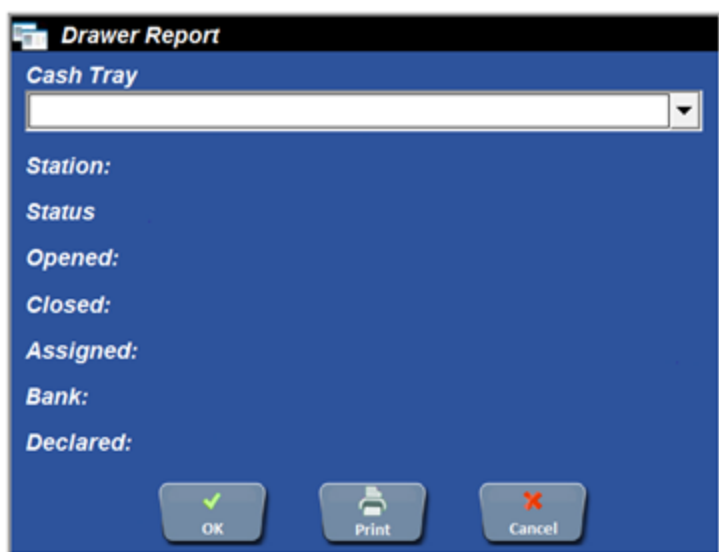 Drawer Report
Cash Tray
Station:
Status
Opened:
Closed:
Assigned:
Bank:
Declared:
OK
Print
Cancel